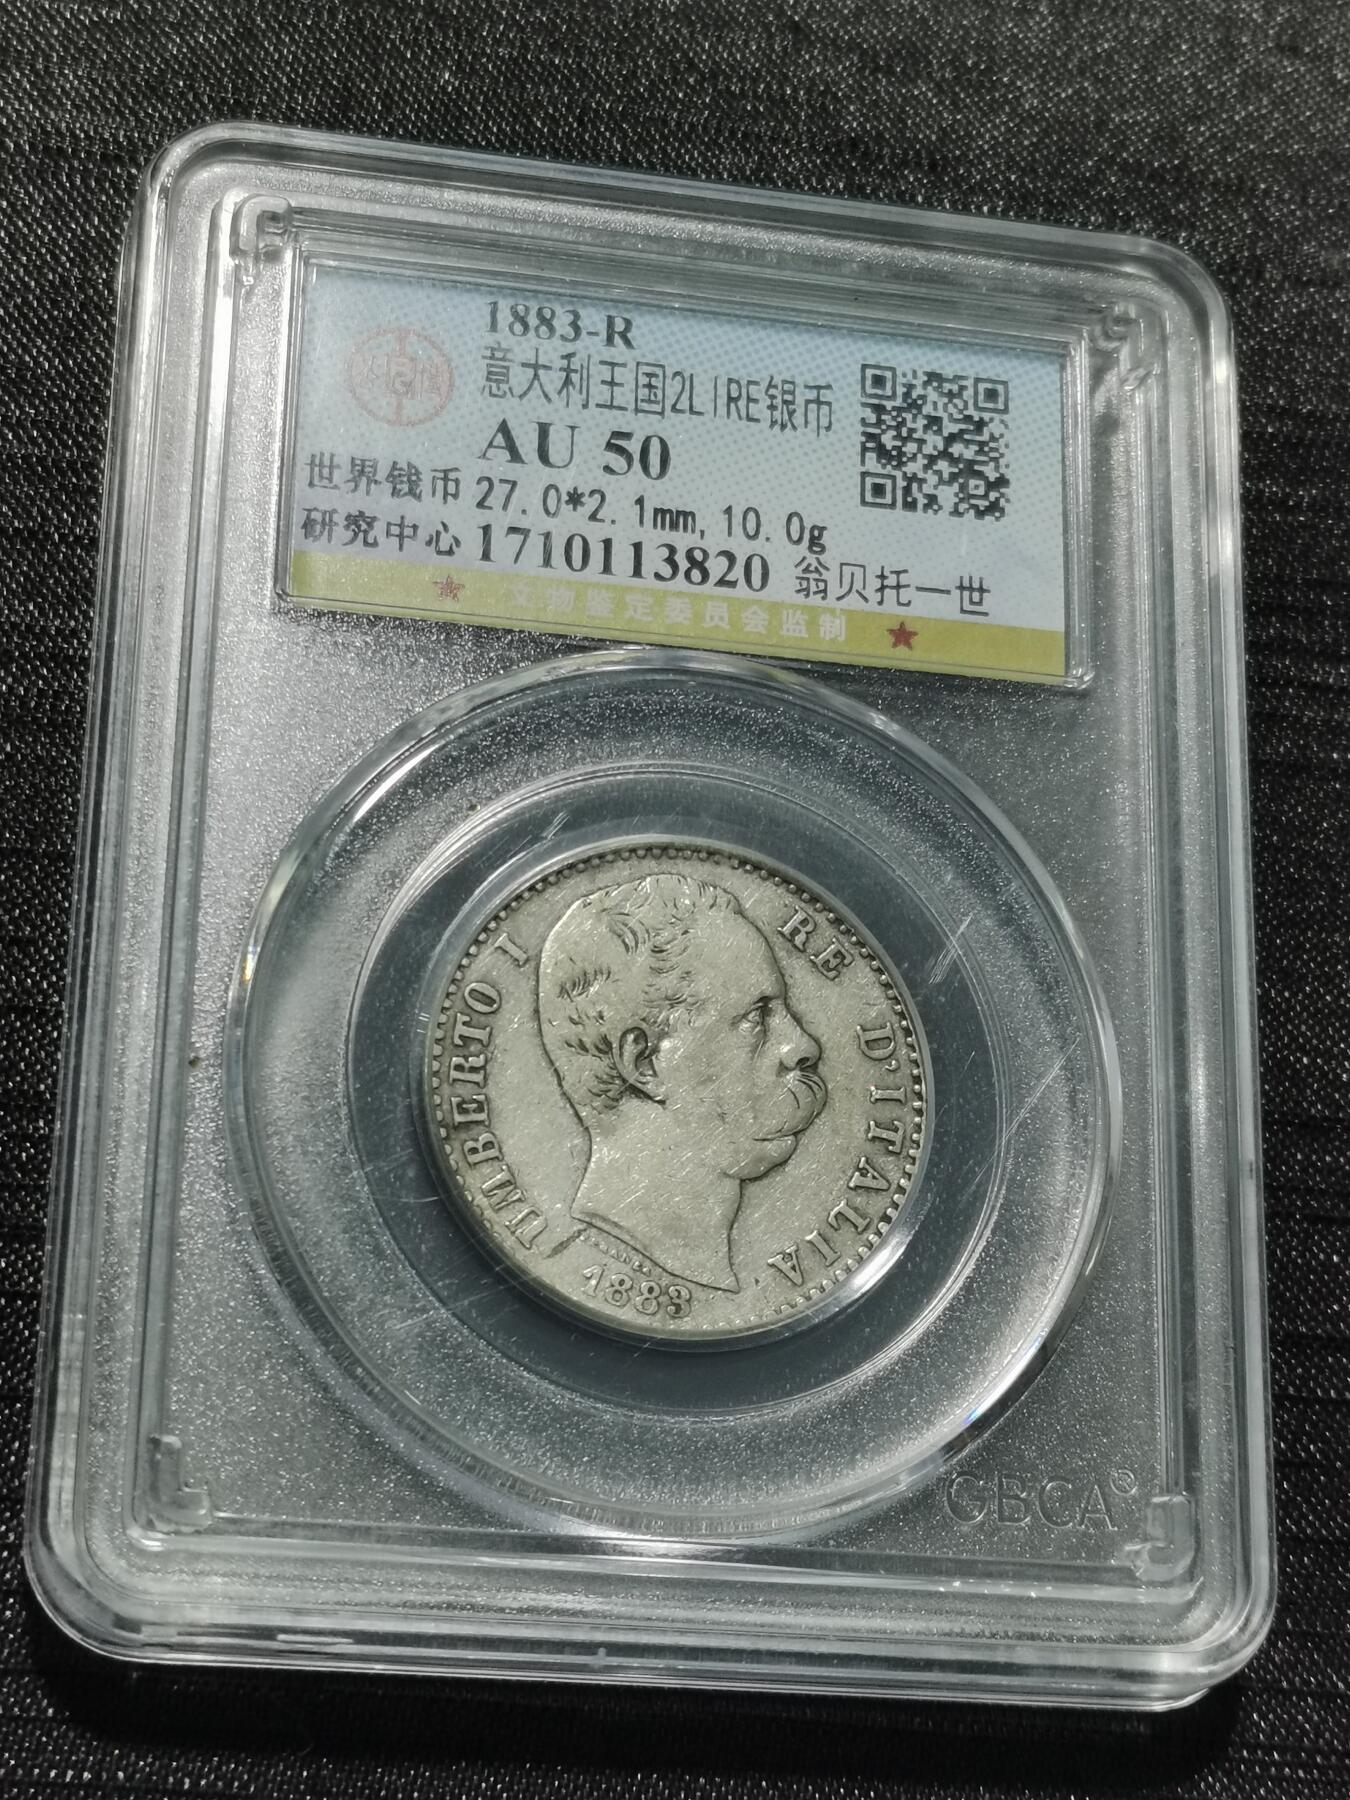 1883-R
意大利王国2LIRE银币
AU 50
世界钱币
研究中心
27.0*2.1mm,10.0g
1710113820 翁贝托一世
★ 文物鉴定委员会监制 ★
UMBERTO I RE D'ITALIA
1883
GBCA®